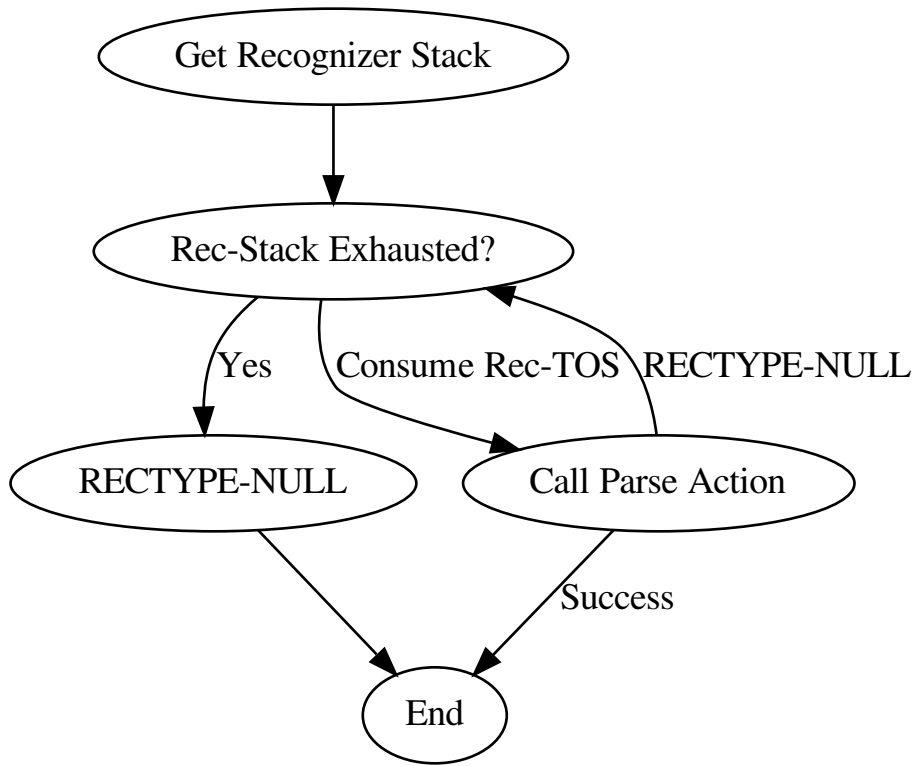 Get Recognizer Stack
Rec-Stack Exhausted?
Yes
Consume Rec-TOS
RECTYPE-NULL
RECTYPE-NULL
Call Parse Action
Success
End